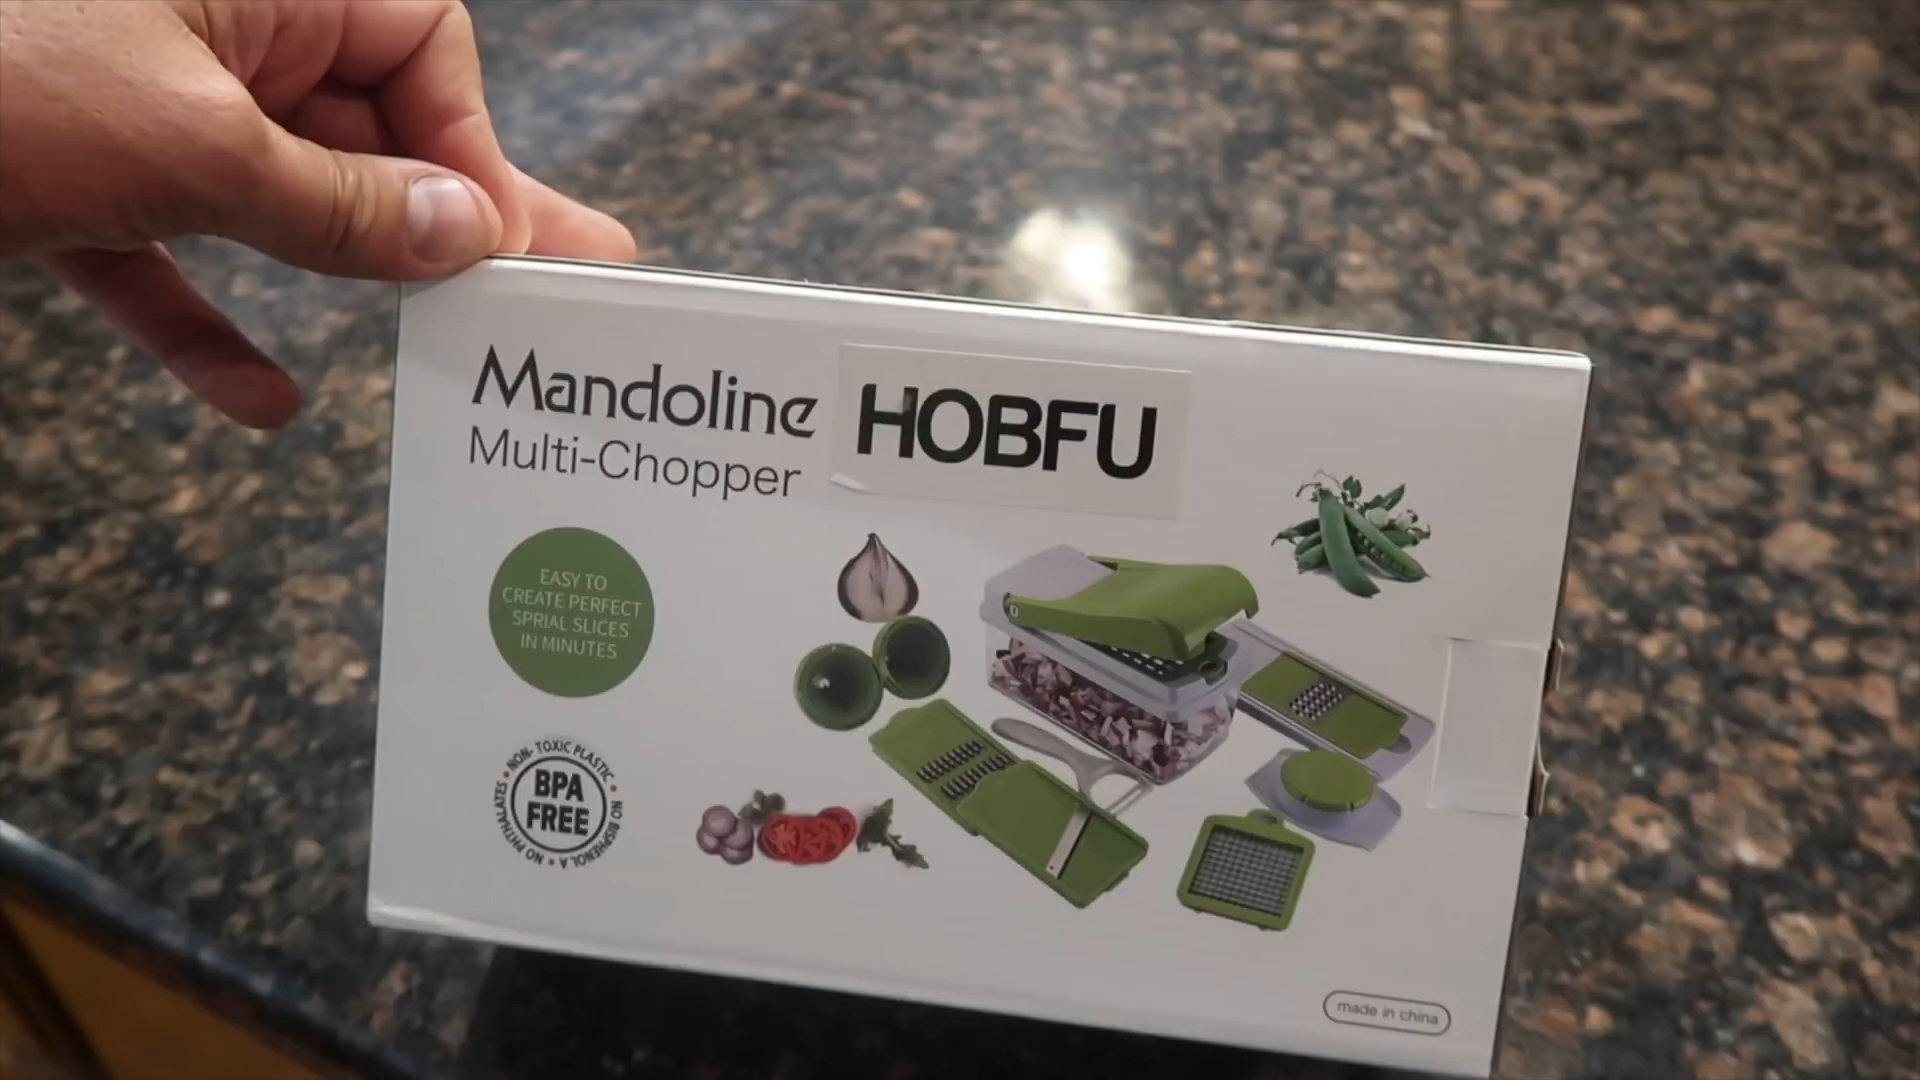 Mandoline
Multi-Chopper
HOBFU
EASY TO
CREATE PERFECT
SPRIAL SLICES
IN MINUTES
NON-TOXIC PLASTIC • NO BISPHENOL A • NO PHTHALATES •
BPA
FREE
made in china